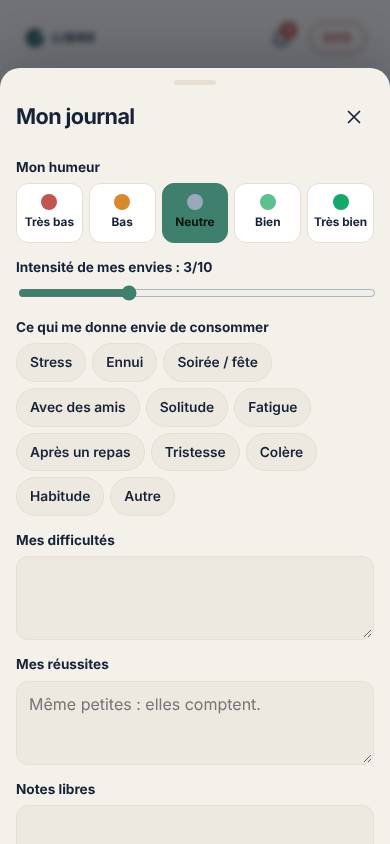 Mon journal
Mon humeur
Très bas
Bas
Neutre
Bien
Très bien
Intensité de mes envies : 3/10
Ce qui me donne envie de consommer
Stress
Ennui
Soirée / fête
Avec des amis
Solitude
Fatigue
Après un repas
Tristesse
Colère
Habitude
Autre
Mes difficultés
Mes réussites
Même petites : elles comptent.
Notes libres